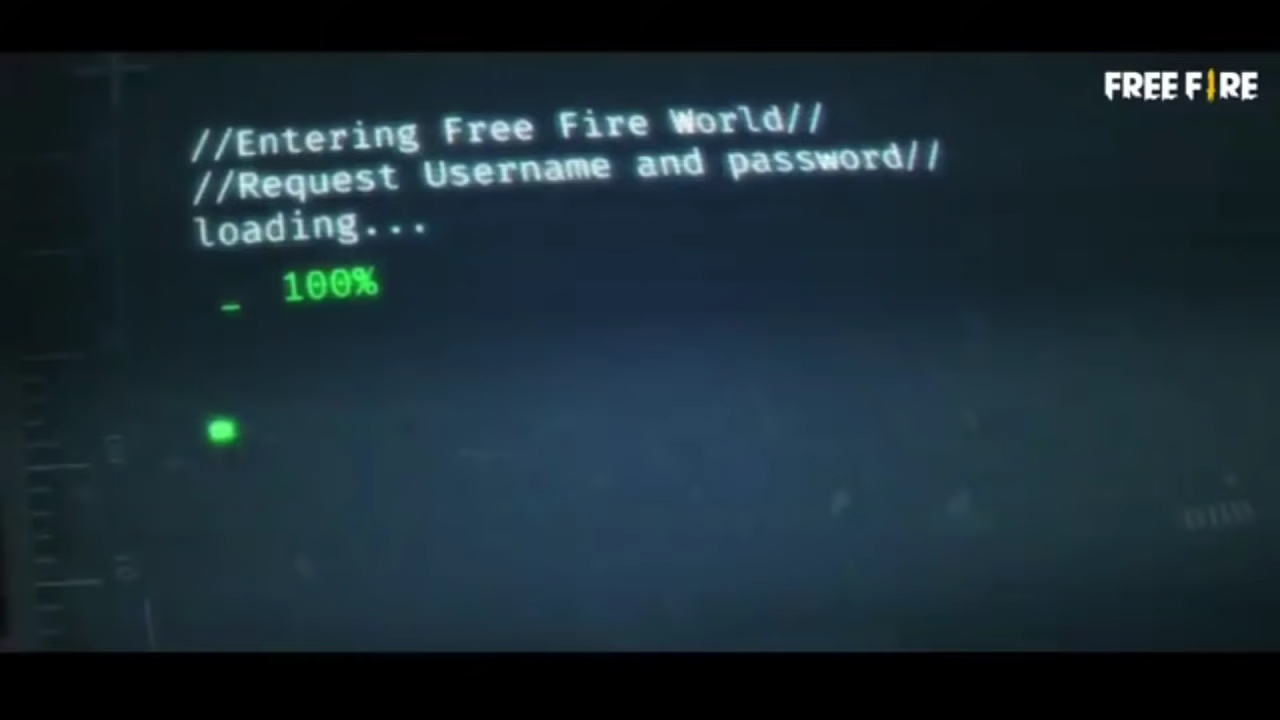 FREE FIRE
//Entering Free Fire World//
//Request Username and password//
loading...
_ 100%